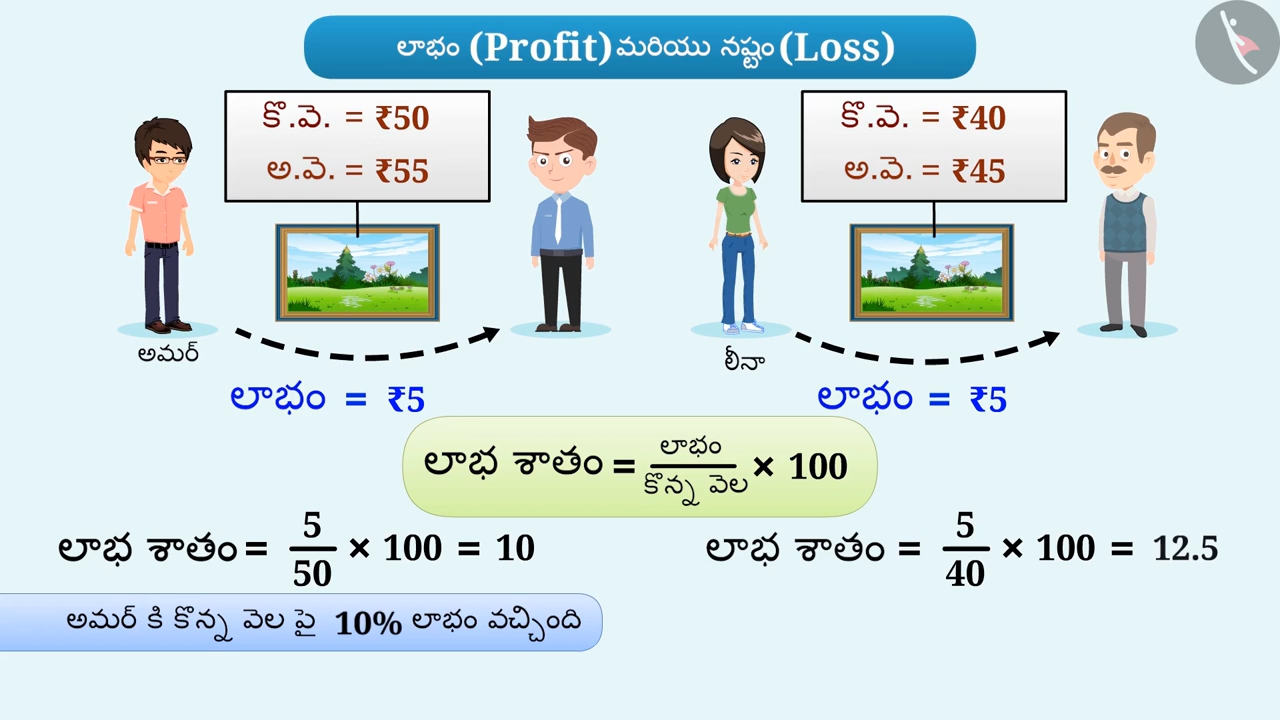 లాభం (Profit) మరియు నష్టం (Loss)
కొ.వె. = ₹50
అ.వె. = ₹55
కొ.వె. = ₹40
అ.వె. = ₹45
అమర్
లీనా
లాభం = ₹5
లాభం = ₹5
లాభ శాతం = లాభం / కొన్న వెల × 100
లాభ శాతం = 5/50 × 100 = 10
లాభ శాతం = 5/40 × 100 = 12.5
అమర్ కి కొన్న వెల పై 10% లాభం వచ్చింది